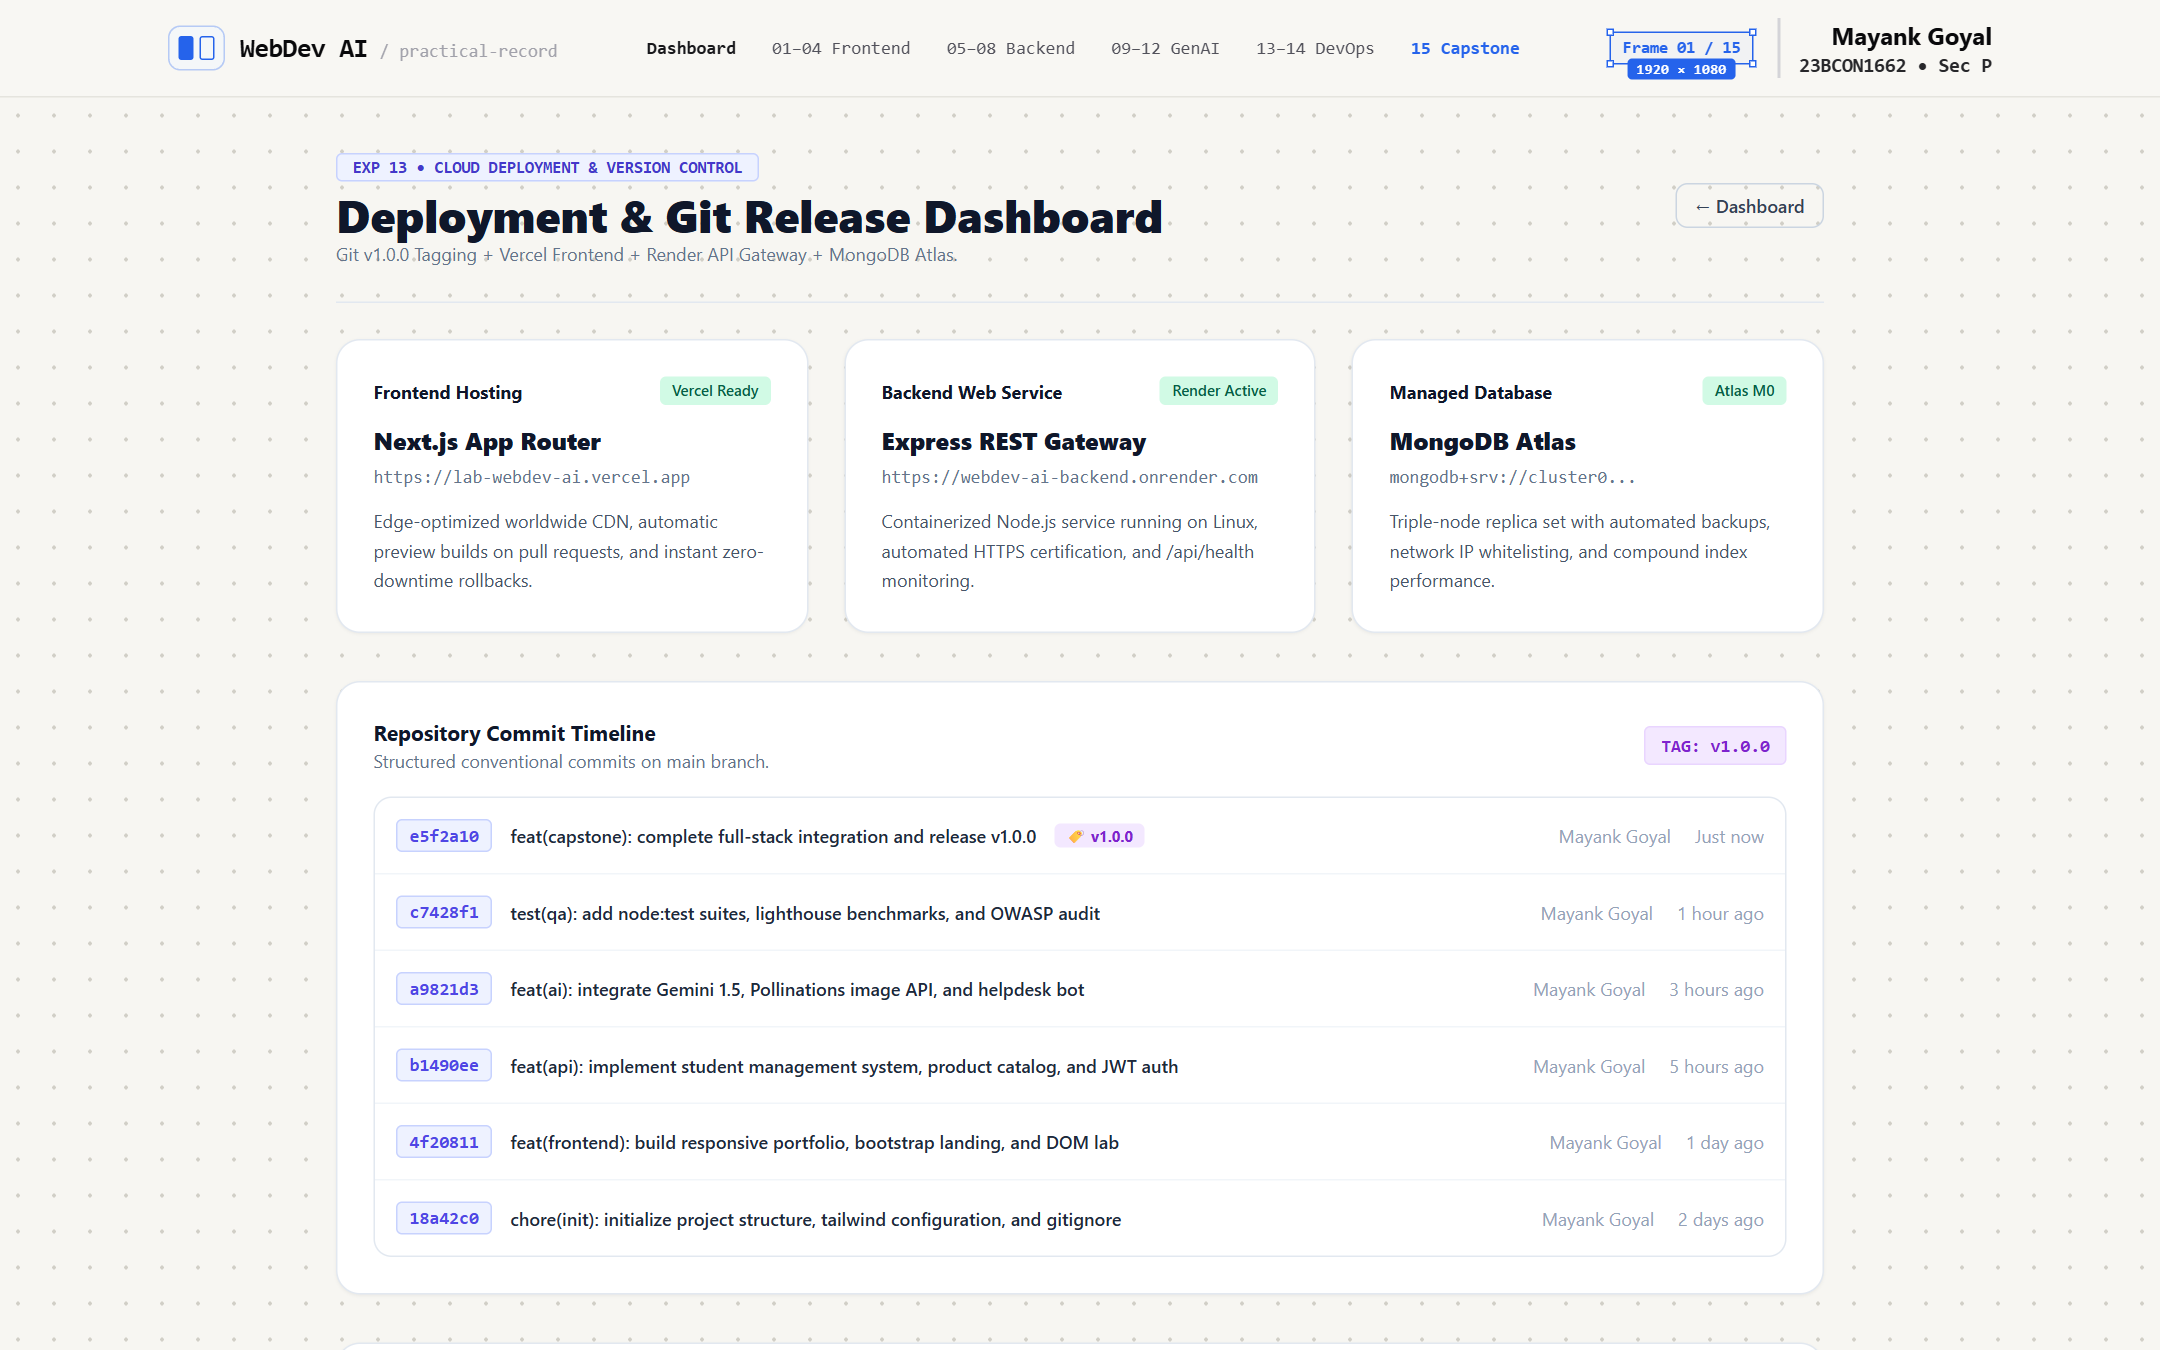 WebDev AI / practical-record
Dashboard
01–04 Frontend
05–08 Backend
09–12 GenAI
13–14 DevOps
15 Capstone
Frame 01 / 15
1920 × 1080
Mayank Goyal
23BCON1662 • Sec P
EXP 13 • CLOUD DEPLOYMENT & VERSION CONTROL
Deployment & Git Release Dashboard
Git v1.0.0 Tagging + Vercel Frontend + Render API Gateway + MongoDB Atlas.
← Dashboard
Frontend Hosting
Vercel Ready
Next.js App Router
https://lab-webdev-ai.vercel.app
Edge-optimized worldwide CDN, automatic
preview builds on pull requests, and instant zero-
downtime rollbacks.
Backend Web Service
Render Active
Express REST Gateway
https://webdev-ai-backend.onrender.com
Containerized Node.js service running on Linux,
automated HTTPS certification, and /api/health
monitoring.
Managed Database
Atlas M0
MongoDB Atlas
mongodb+srv://cluster0...
Triple-node replica set with automated backups,
network IP whitelisting, and compound index
performance.
Repository Commit Timeline
Structured conventional commits on main branch.
TAG: v1.0.0
e5f2a10 feat(capstone): complete full-stack integration and release v1.0.0 v1.0.0 Mayank Goyal Just now
c7428f1 test(qa): add node:test suites, lighthouse benchmarks, and OWASP audit Mayank Goyal 1 hour ago
a9821d3 feat(ai): integrate Gemini 1.5, Pollinations image API, and helpdesk bot Mayank Goyal 3 hours ago
b1490ee feat(api): implement student management system, product catalog, and JWT auth Mayank Goyal 5 hours ago
4f20811 feat(frontend): build responsive portfolio, bootstrap landing, and DOM lab Mayank Goyal 1 day ago
18a42c0 chore(init): initialize project structure, tailwind configuration, and gitignore Mayank Goyal 2 days ago